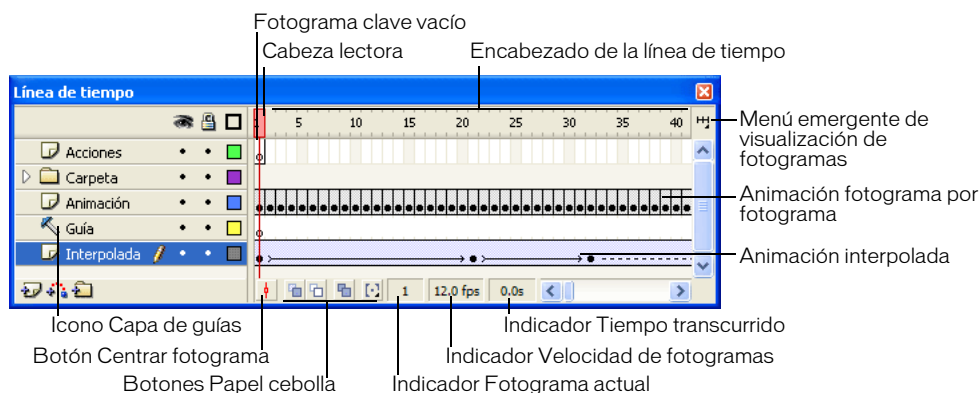 Fotograma clave vacío
Cabeza lectora
Encabezado de la línea de tiempo
Línea de tiempo
5 10 15 20 25 30 35 40
Menú emergente de
visualización de
fotogramas
Acciones
Carpeta
Animación
Animación fotograma por
fotograma
Guía
Interpolada
Animación interpolada
1 12.0 fps 0.0s
Icono Capa de guías
Indicador Tiempo transcurrido
Botón Centrar fotograma
Indicador Velocidad de fotogramas
Botones Papel cebolla
Indicador Fotograma actual